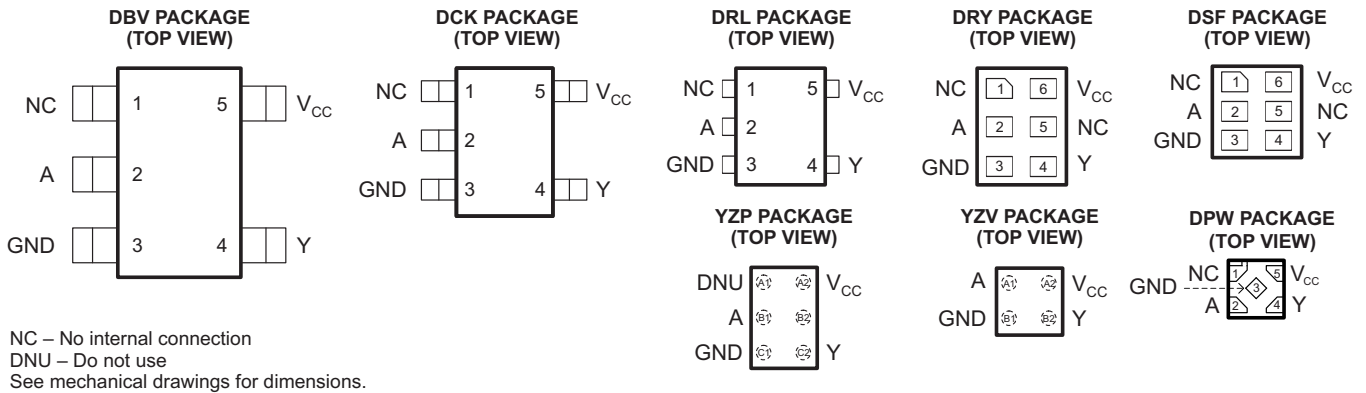 DBV PACKAGE
(TOP VIEW)
NC 1 5 VCC
A 2
GND 3 4 Y
DCK PACKAGE
(TOP VIEW)
NC 1 5 VCC
A 2
GND 3 4 Y
DRL PACKAGE
(TOP VIEW)
NC 1 5 VCC
A 2
GND 3 4 Y
DRY PACKAGE
(TOP VIEW)
NC 1 6 VCC
A 2 5 NC
GND 3 4 Y
DSF PACKAGE
(TOP VIEW)
NC 1 6 VCC
A 2 5 NC
GND 3 4 Y
YZP PACKAGE
(TOP VIEW)
DNU A1 A2 VCC
A B1 B2
GND C1 C2 Y
YZV PACKAGE
(TOP VIEW)
A A1 A2 VCC
GND B1 B2 Y
DPW PACKAGE
(TOP VIEW)
NC 1 5 VCC
GND 3
A 2 4 Y
NC – No internal connection
DNU – Do not use
See mechanical drawings for dimensions.